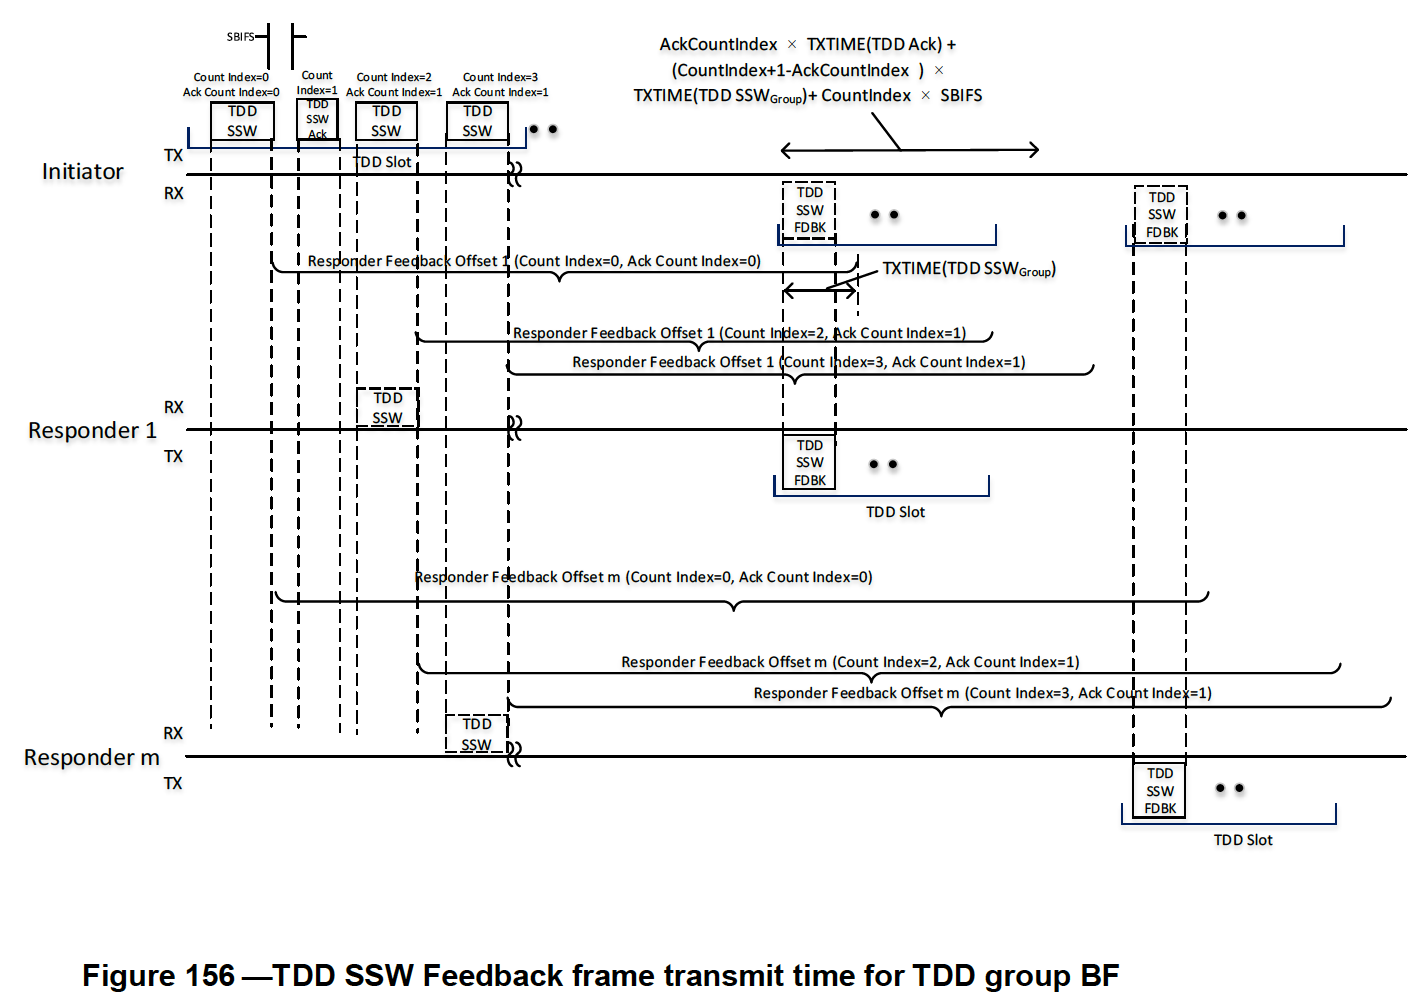 SBIFS
AckCountIndex × TXTIME(TDD Ack) +
(CountIndex+1-AckCountIndex ) ×
TXTIME(TDD SSWGroup)+ CountIndex × SBIFS
Count Index=0
Ack Count Index=0
Count
Index=1
Count Index=2
Ack Count Index=1
Count Index=3
Ack Count Index=1
TDD
SSW
TDD
SSW
Ack
TDD
SSW
TDD
SSW
TX
TDD Slot
Initiator
RX
TDD
SSW
FDBK
TDD
SSW
FDBK
Responder Feedback Offset 1 (Count Index=0, Ack Count Index=0)
TXTIME(TDD SSWGroup)
Responder Feedback Offset 1 (Count Index=2, Ack Count Index=1)
Responder Feedback Offset 1 (Count Index=3, Ack Count Index=1)
RX
TDD
SSW
Responder 1
TX
TDD
SSW
FDBK
TDD Slot
Responder Feedback Offset m (Count Index=0, Ack Count Index=0)
Responder Feedback Offset m (Count Index=2, Ack Count Index=1)
Responder Feedback Offset m (Count Index=3, Ack Count Index=1)
RX
TDD
SSW
Responder m
TX
TDD
SSW
FDBK
TDD Slot
Figure 156 —TDD SSW Feedback frame transmit time for TDD group BF